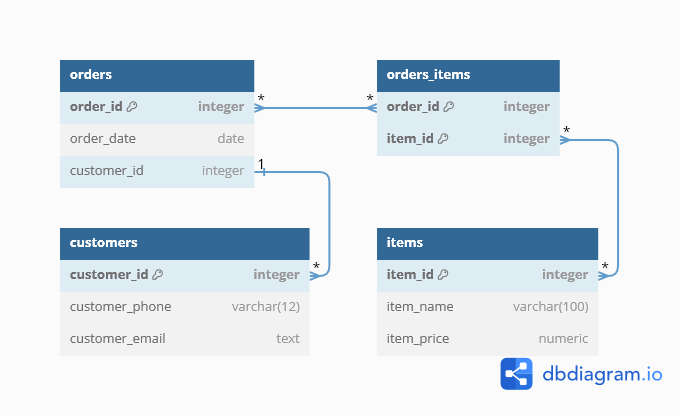 orders
order_id integer
order_date date
customer_id integer
* *
1
orders_items
order_id integer
item_id integer
*
customers
customer_id integer
customer_phone varchar(12)
customer_email text
*
items
item_id integer
item_name varchar(100)
item_price numeric
*
dbdiagram.io